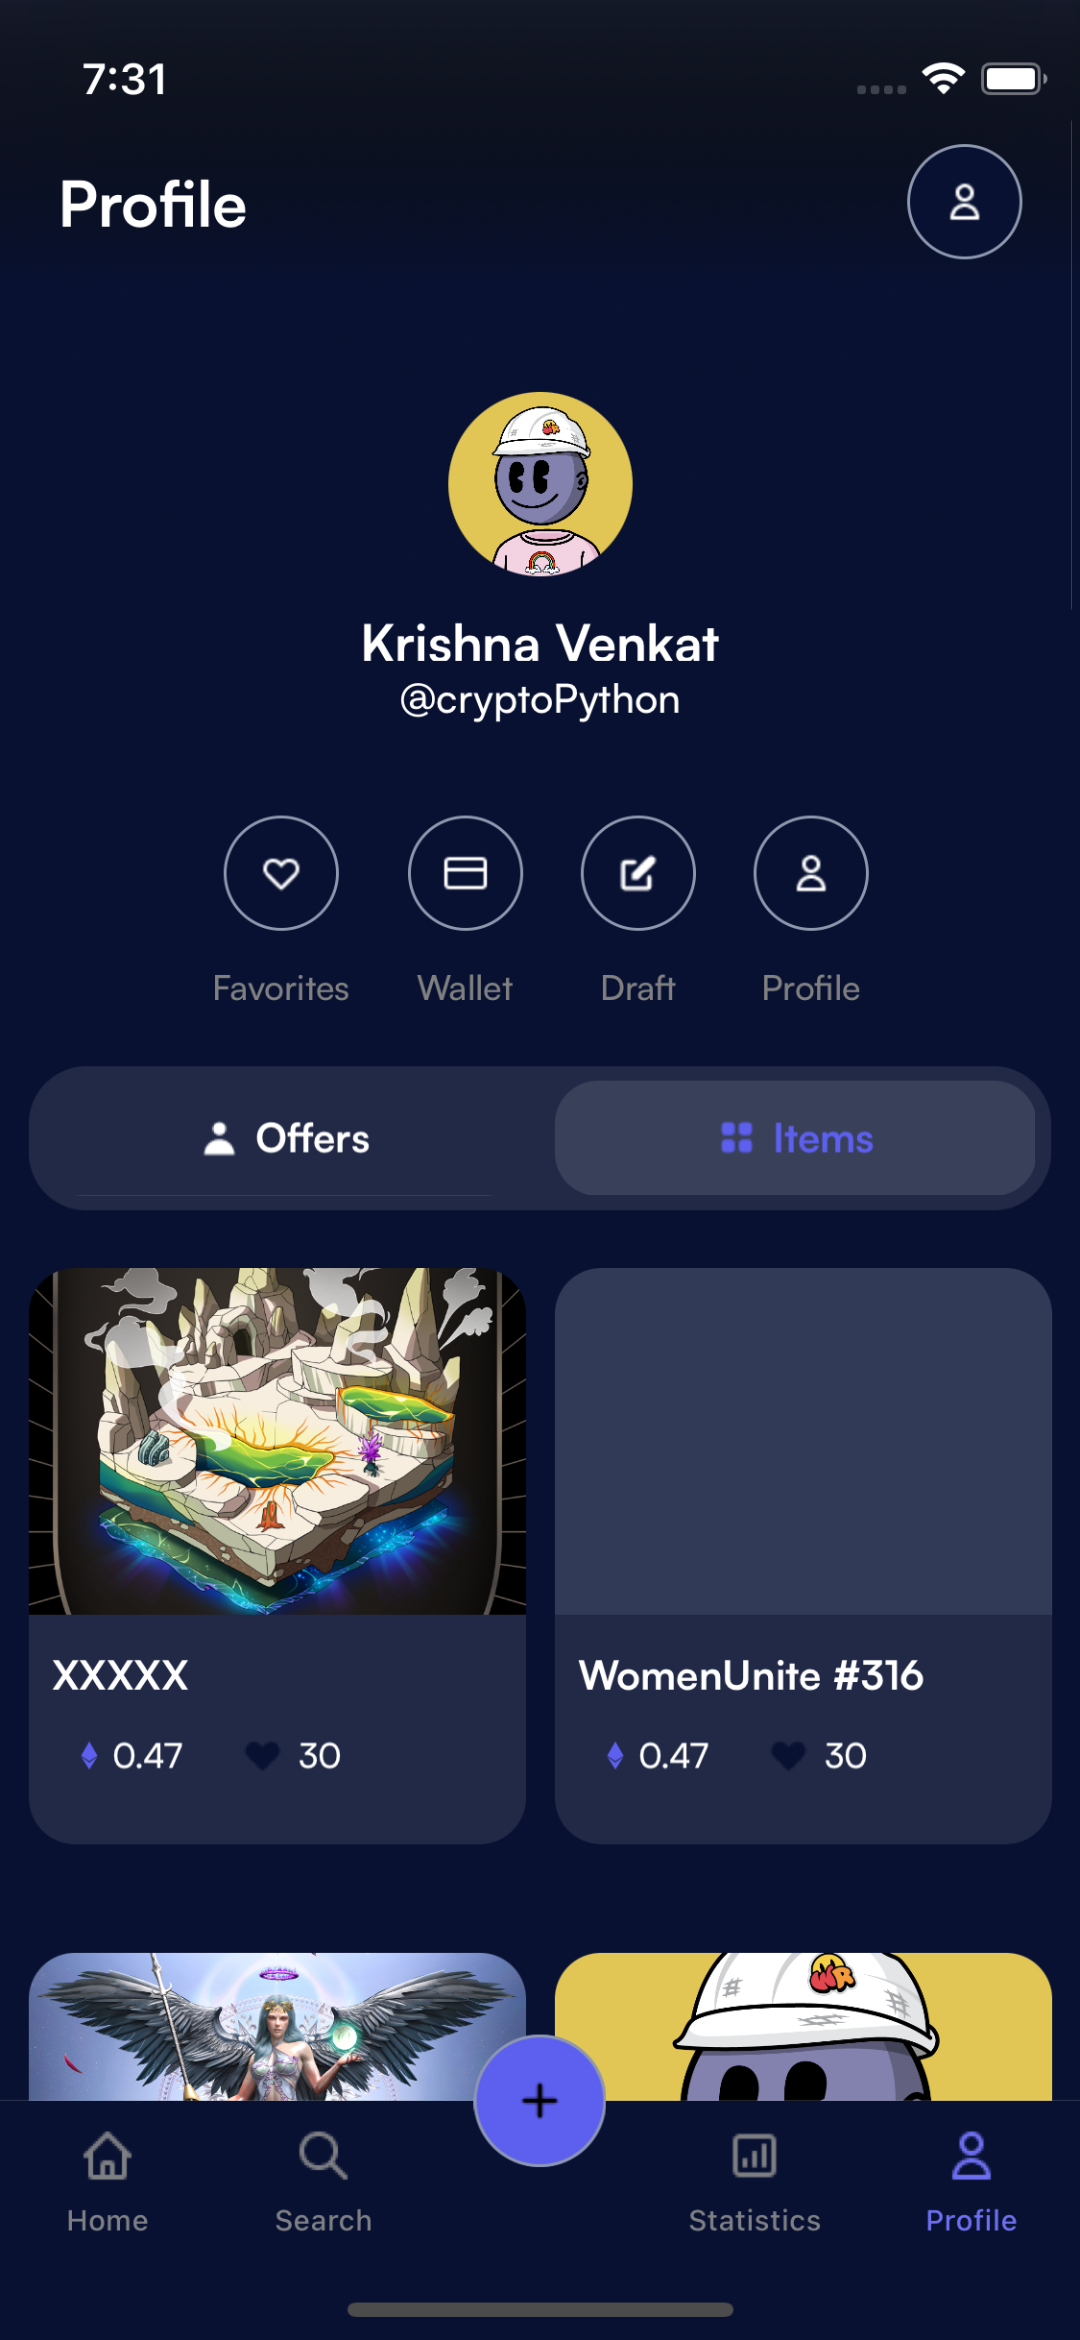 7:31
Profile
Krishna Venkat
@cryptoPython
Favorites Wallet Draft Profile
Offers Items
XXXXX
0.47 30
WomenUnite #316
0.47 30
Home Search + Statistics Profile